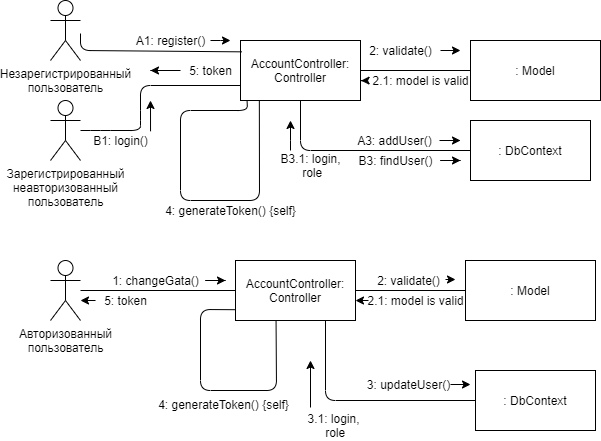 A1: register()
Незарегистрированный
пользователь
5: token
AccountController:
Controller
2: validate()
2.1: model is valid
: Model
B1: login()
Зарегистрированный
неавторизованный
пользователь
B3.1: login,
role
A3: addUser()
B3: findUser()
: DbContext
4: generateToken() {self}
1: changeGata()
5: token
Авторизованный
пользователь
AccountController:
Controller
2: validate()
2.1: model is valid
: Model
4: generateToken() {self}
3.1: login,
role
3: updateUser()
: DbContext